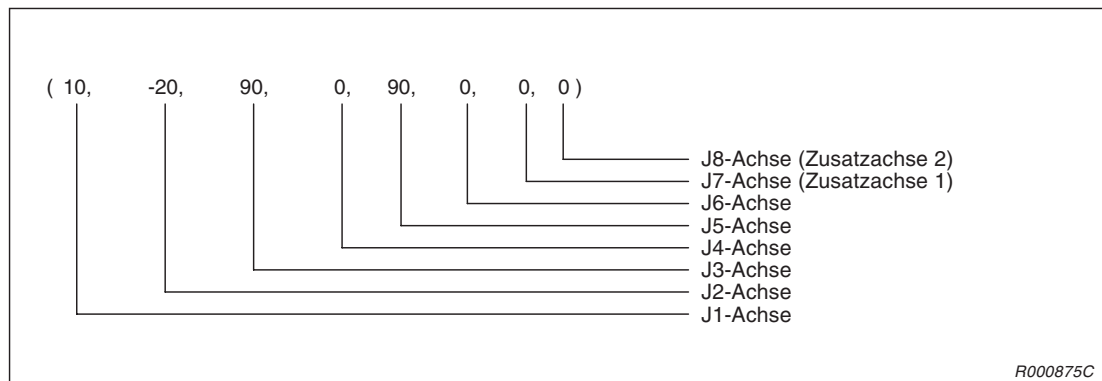 ( 10, -20, 90, 0, 90, 0, 0, 0 )
J8-Achse (Zusatzachse 2)
J7-Achse (Zusatzachse 1)
J6-Achse
J5-Achse
J4-Achse
J3-Achse
J2-Achse
J1-Achse
R000875C